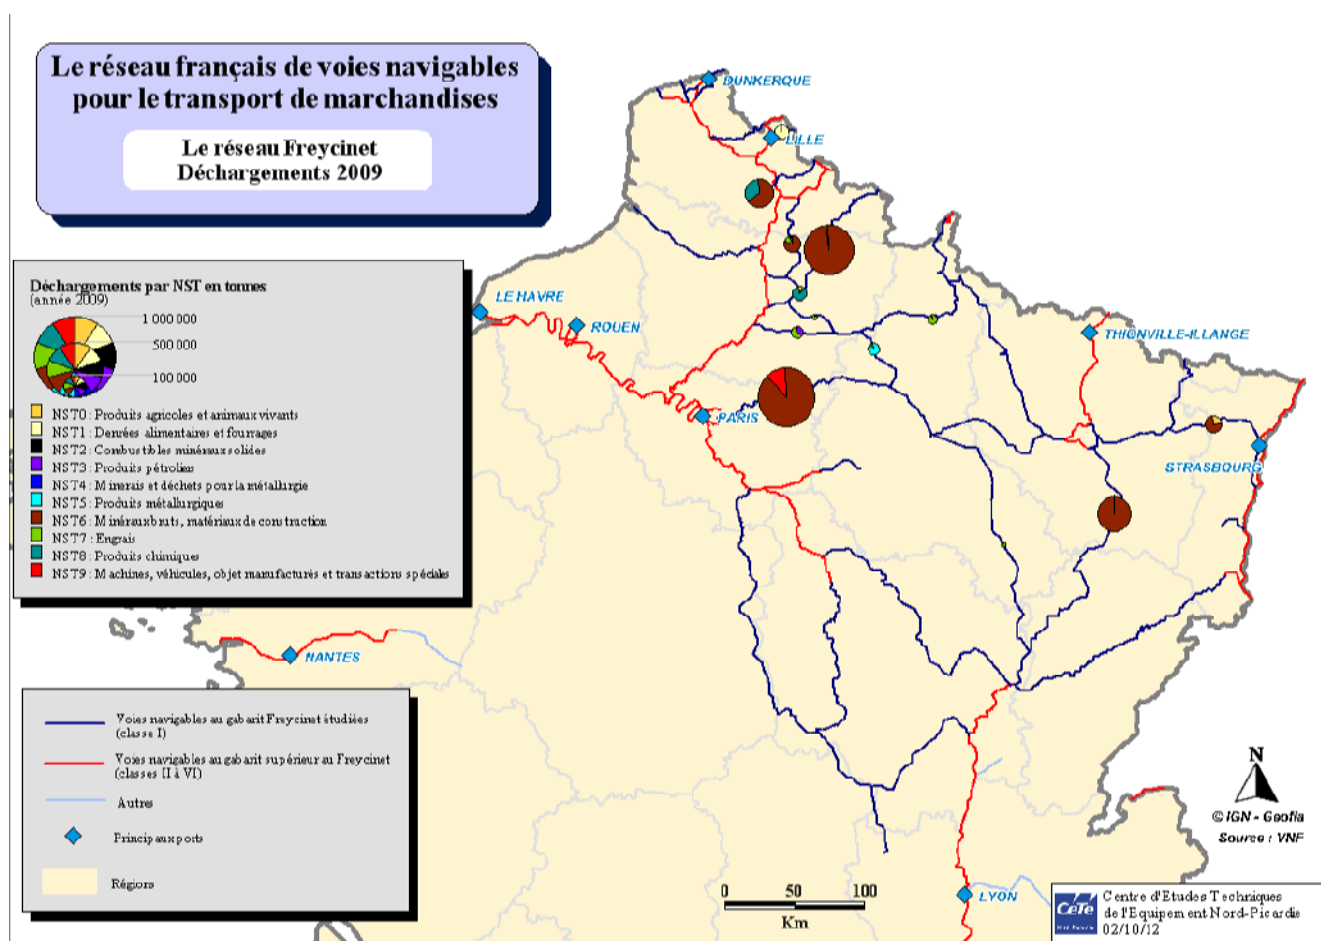 Le réseau français de voies navigables
pour le transport de marchandises
Le réseau Freycinet
Déchargements 2009
DUNKERQUE
LILLE
Déchargements par NST en tonnes
(année 2009)
1 000 000
500 000
100 000
NST0 : Produits agricoles et animaux vivants
NST1 : Denrées alimentaires et fourrages
NST2 : Combustibles minéraux solides
NST3 : Produits pétroliers
NST4 : Minerais et déchets pour la métallurgie
NST5 : Produits métallurgiques
NST6 : Minéraux bruts, matériaux de construction
NST7 : Engrais
NST8 : Produits chimiques
NST9 : Machines, véhicules, objet manufacturés et transactions spéciales
LE HAVRE
ROUEN
THIONVILLE-ILLANGE
PARIS
STRASBOURG
NANTES
Voies navigables au gabarit Freycinet étudiées
(classe I)
Voies navigables au gabarit supérieur au Freycinet
(classes II à VI)
Autres
Principaux ports
Régions
N
© IGN - Geofla
Source : VNF
0 50 100
Km
LYON
CeTe
Nord-Picardie
Centre d'Etudes Techniques
de l'Equipement Nord-Picardie
02/10/12